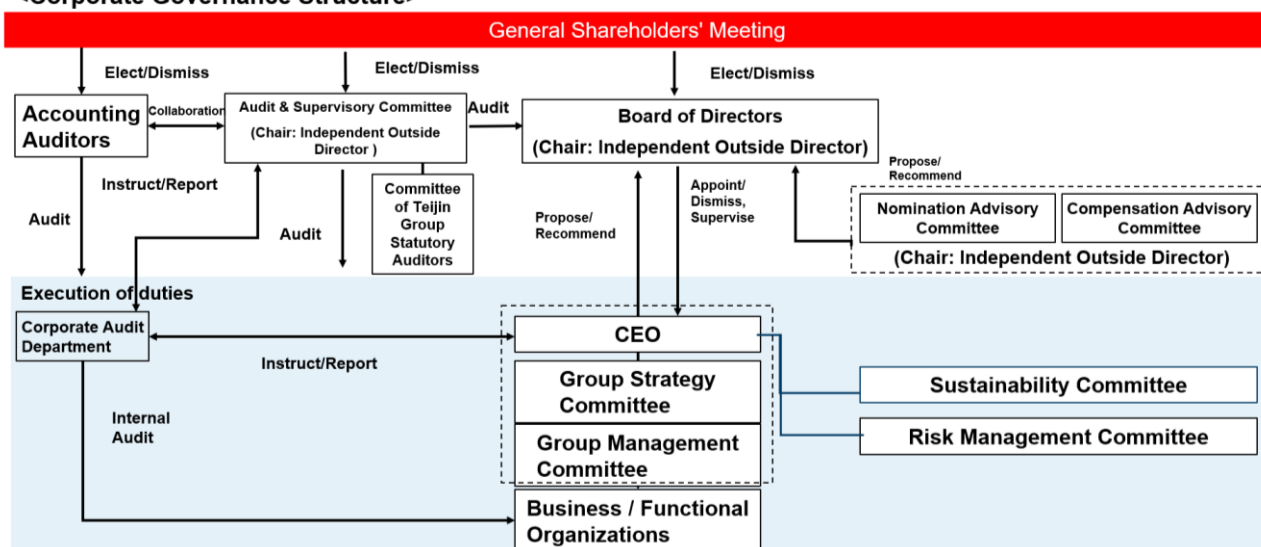 <Corporate Governance Structure>
General Shareholders' Meeting
Elect/Dismiss
Elect/Dismiss
Elect/Dismiss
Accounting
Auditors
Collaboration
Audit & Supervisory Committee
(Chair: Independent Outside
Director )
Audit
Board of Directors
(Chair: Independent Outside Director)
Instruct/Report
Audit
Audit
Committee
of Teijin
Group
Statutory
Auditors
Propose/
Recommend
Appoint/
Dismiss,
Supervise
Propose/
Recommend
Nomination Advisory
Committee
Compensation Advisory
Committee
(Chair: Independent Outside Director)
Execution of duties
Corporate Audit
Department
Instruct/Report
CEO
Group Strategy
Committee
Group Management
Committee
Business / Functional
Organizations
Internal
Audit
Sustainability Committee
Risk Management Committee